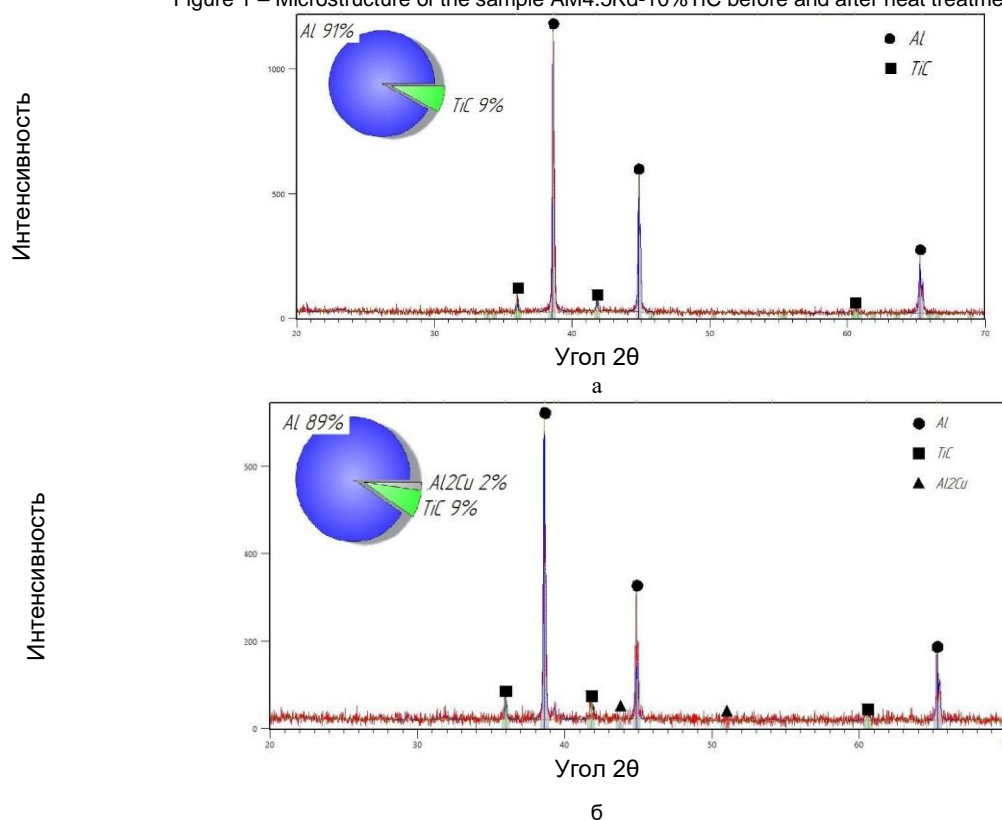 Figure 1 – Microstructure of the sample AM4.5Kd-10%TiC before and after heat treatme
Al 91%
TiC 9%
Al
TiC
1000
500
0
20 30 40 50 60 70
Интенсивность
Угол 2θ
а
Al 89%
Al2Cu 2%
TiC 9%
Al
TiC
Al2Cu
500
400
200
0
20 30 40 50 60
Интенсивность
Угол 2θ
б